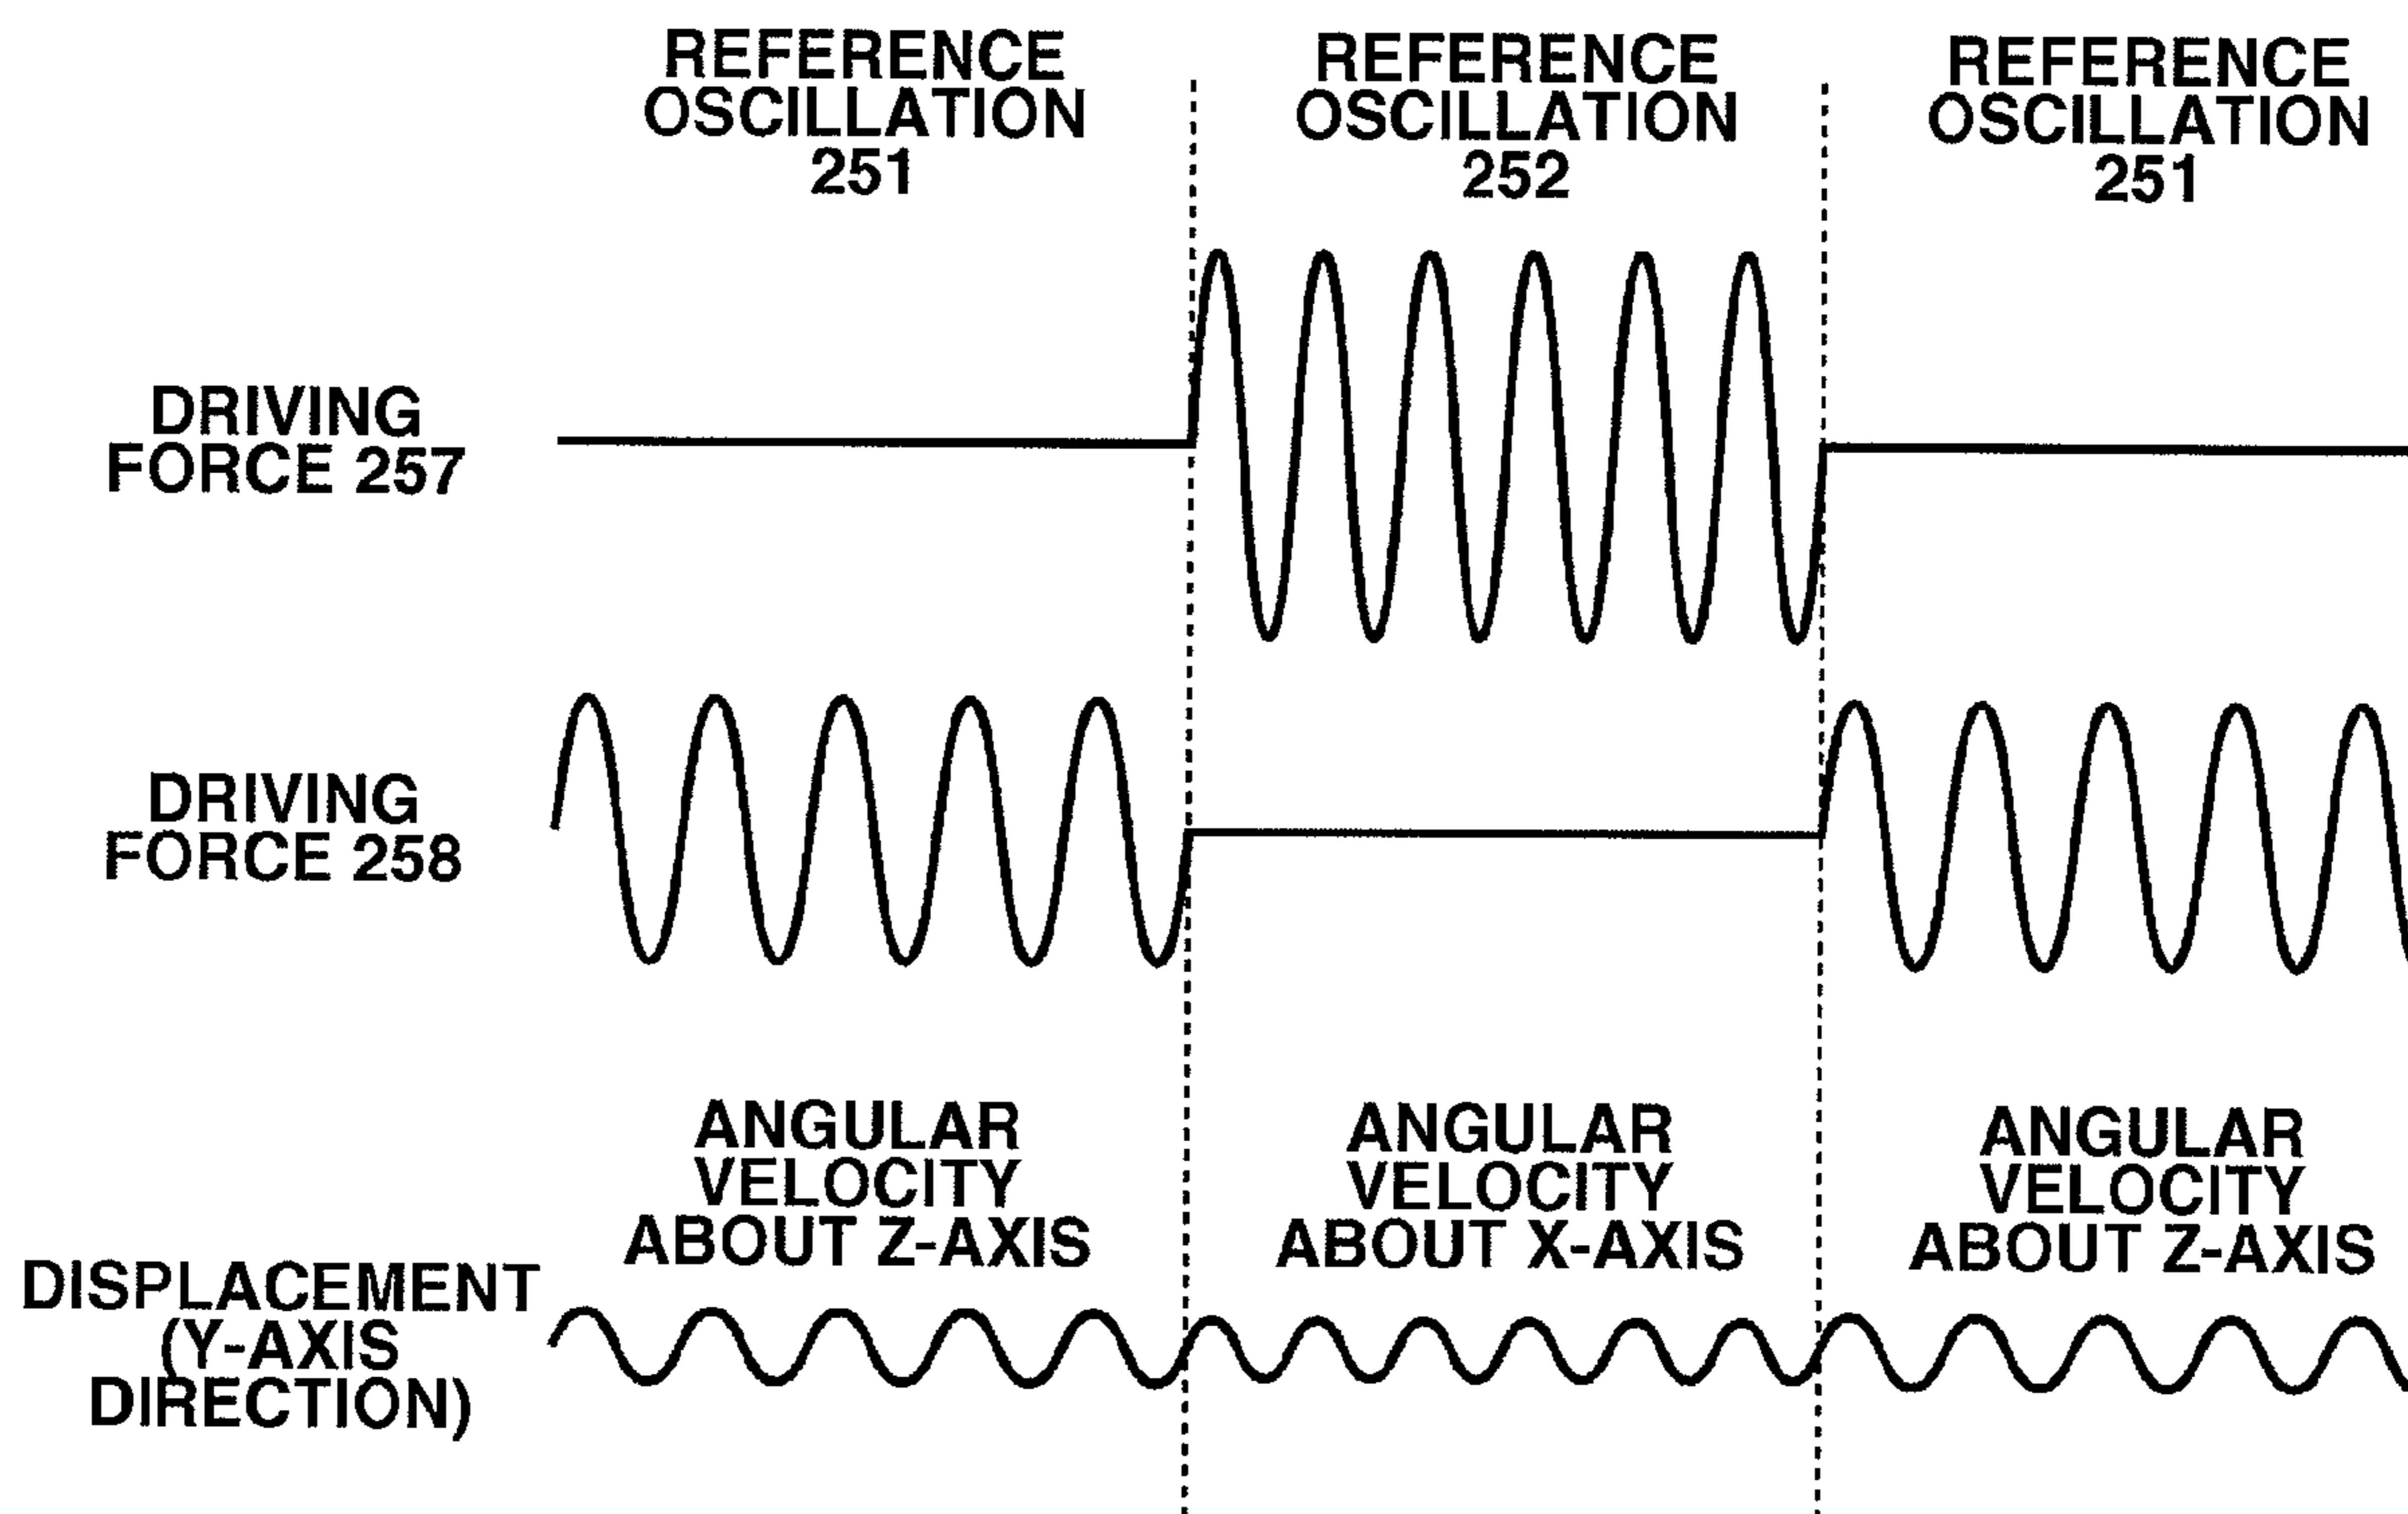 REFERENCE
OSCILLATION
251
REFERENCE
OSCILLATION
252
REFERENCE
OSCILLATION
251
DRIVING
FORCE 257
DRIVING
FORCE 258
ANGULAR
VELOCITY
ABOUT Z-AXIS
ANGULAR
VELOCITY
ABOUT X-AXIS
ANGULAR
VELOCITY
ABOUT Z-AXIS
DISPLACEMENT
(Y-AXIS
DIRECTION)